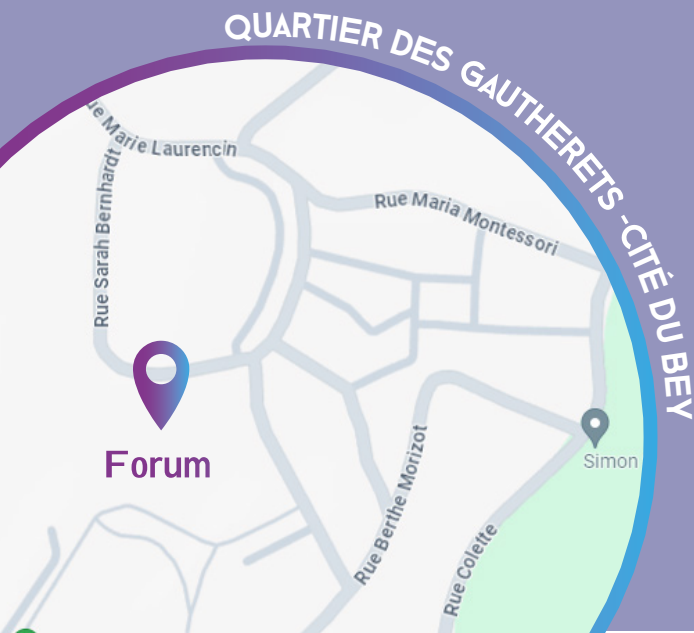 QUARTIER DES GAUTHERETS -CITÉ DU BEY
ue Marie Laurencin
Rue Sarah Bernhardt
Rue Maria Montessori
Forum
Simon
Rue Berthe Morizot
Rue Colette